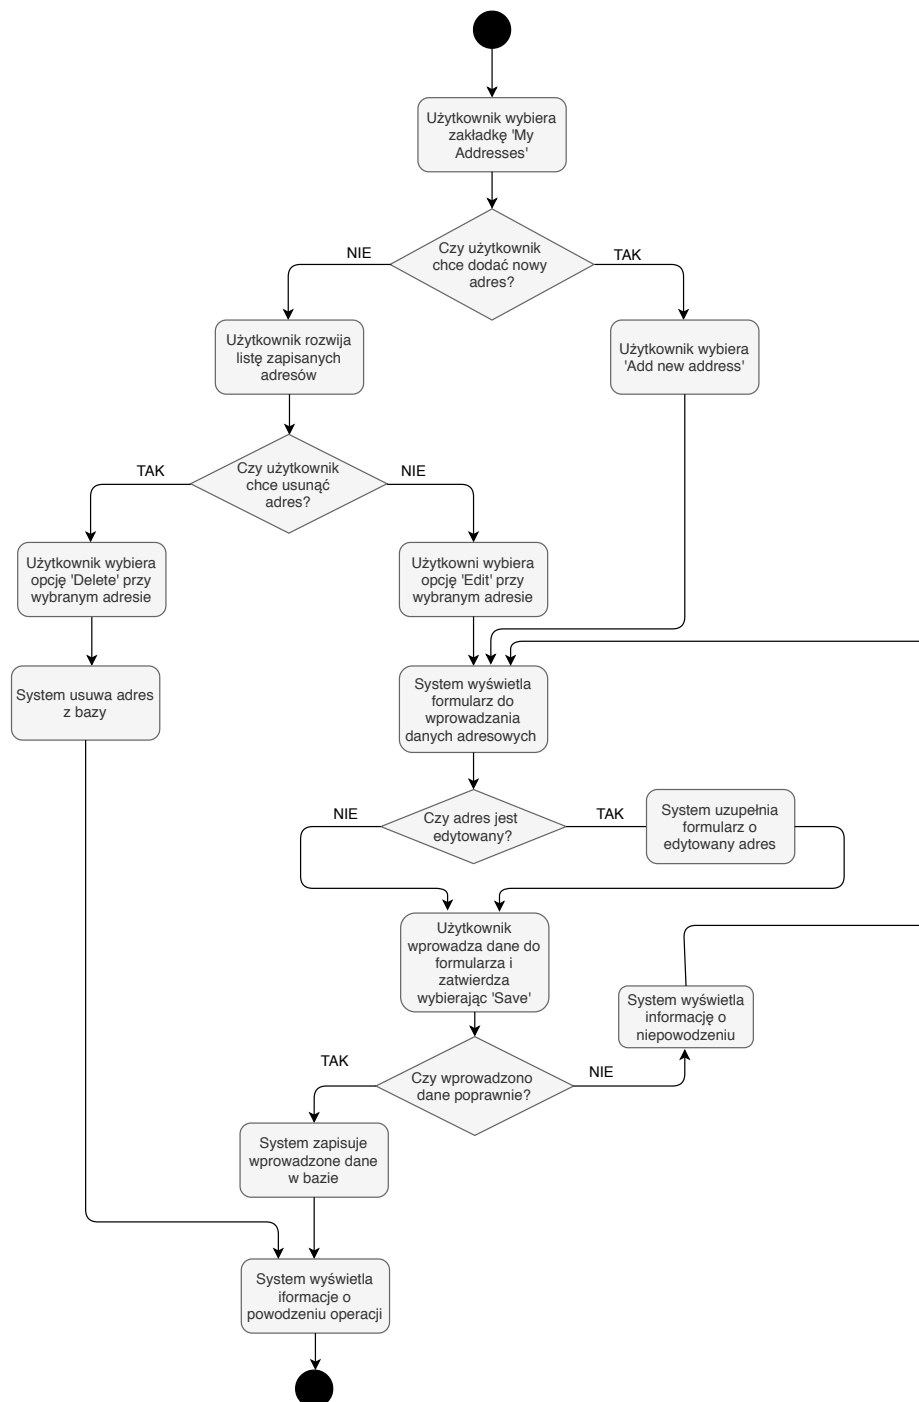 Użytkownik wybiera
zakładkę 'My
Addresses'
Czy użytkownik
chce dodać nowy
adres?
NIE
TAK
Użytkownik rozwija
listę zapisanych
adresów
Użytkownik wybiera
'Add new address'
Czy użytkownik
chce usunąć
adres?
TAK
NIE
Użytkownik wybiera
opcję 'Delete' przy
wybranym adresie
Użytkowni wybiera
opcję 'Edit' przy
wybranym adresie
System usuwa adres
z bazy
System wyświetla
formularz do
wprowadzania
danych adresowych
Czy adres jest
edytowany?
NIE
TAK
System uzupełnia
formularz o
edytowany adres
Użytkownik
wprowadza dane do
formularza i
zatwierdza
wybierając 'Save'
System wyświetla
informację o
niepowodzeniu
Czy wprowadzono
dane poprawnie?
TAK
NIE
System zapisuje
wprowadzone dane
w bazie
System wyświetla
iformacje o
powodzeniu operacji